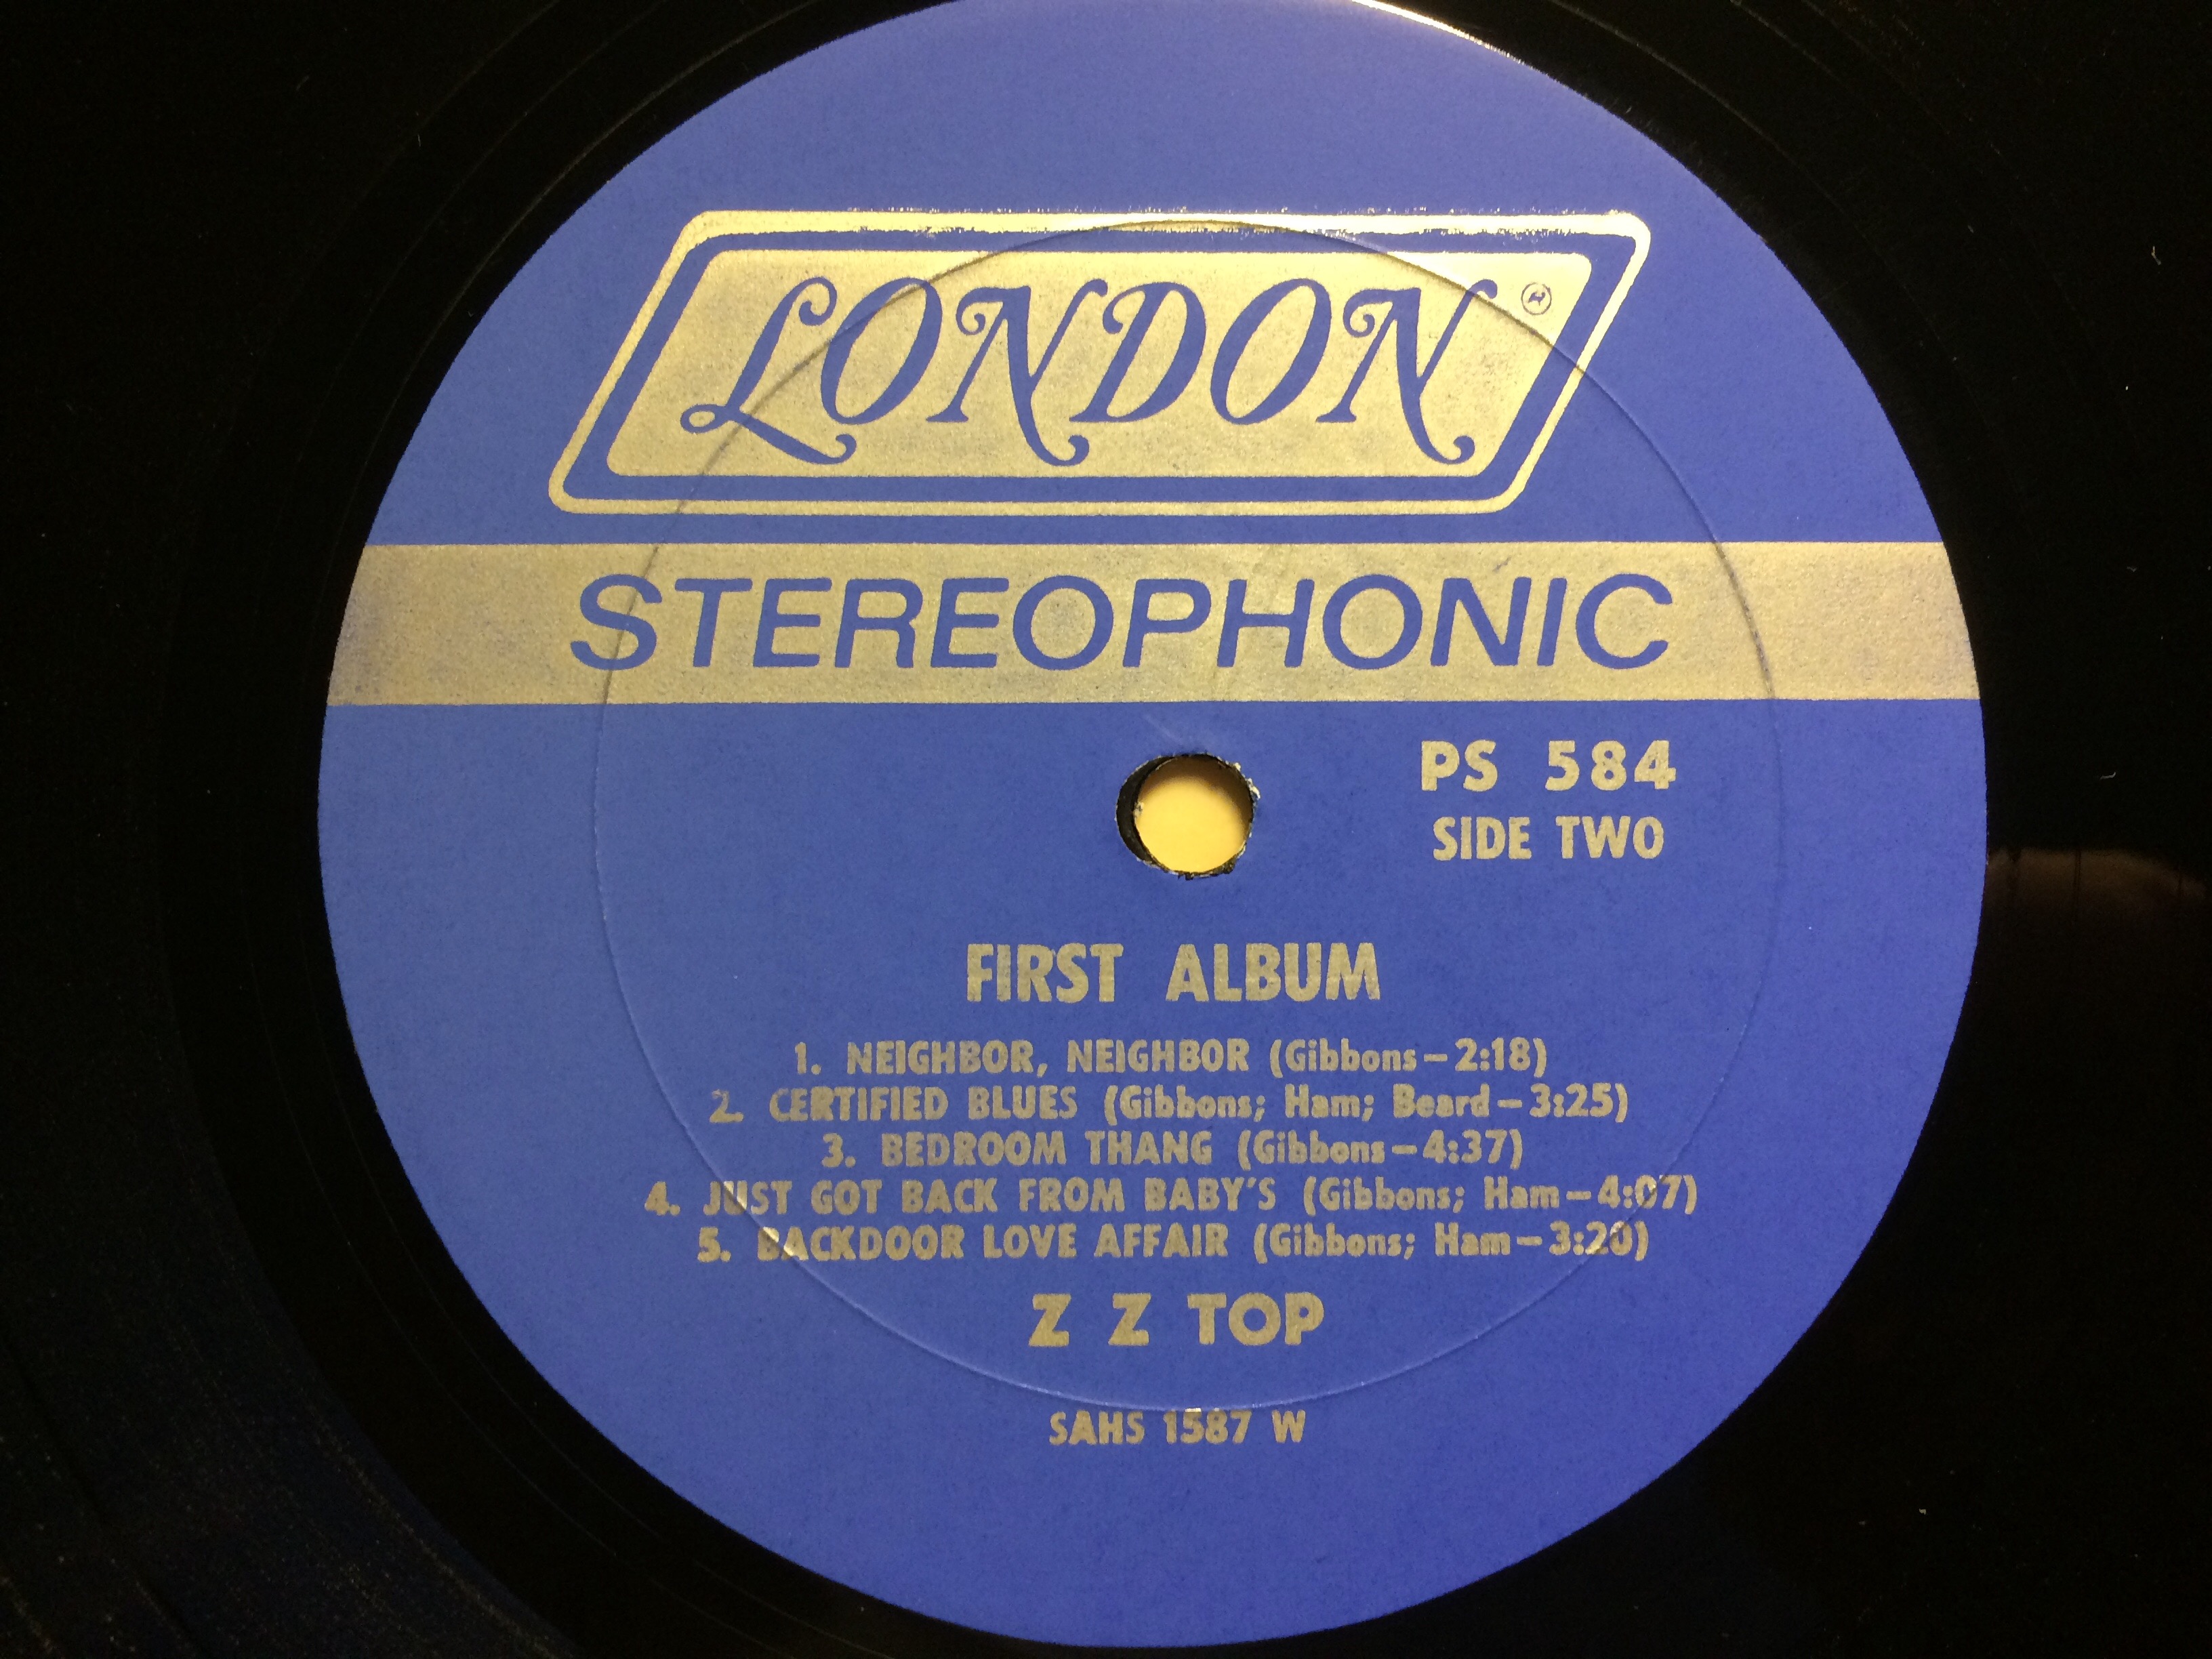 LONDON ®
STEREOPHONIC
PS 584
SIDE TWO
FIRST ALBUM
1. NEIGHBOR, NEIGHBOR (Gibbons—2:18)
2. CERTIFIED BLUES (Gibbons; Ham; Beard—3:25)
3. BEDROOM THANG (Gibbons—4:37)
4. JUST GOT BACK FROM BABY'S (Gibbons; Ham—4:07)
5. BACKDOOR LOVE AFFAIR (Gibbons; Ham—3:20)
Z Z TOP
SAHS 1587 W